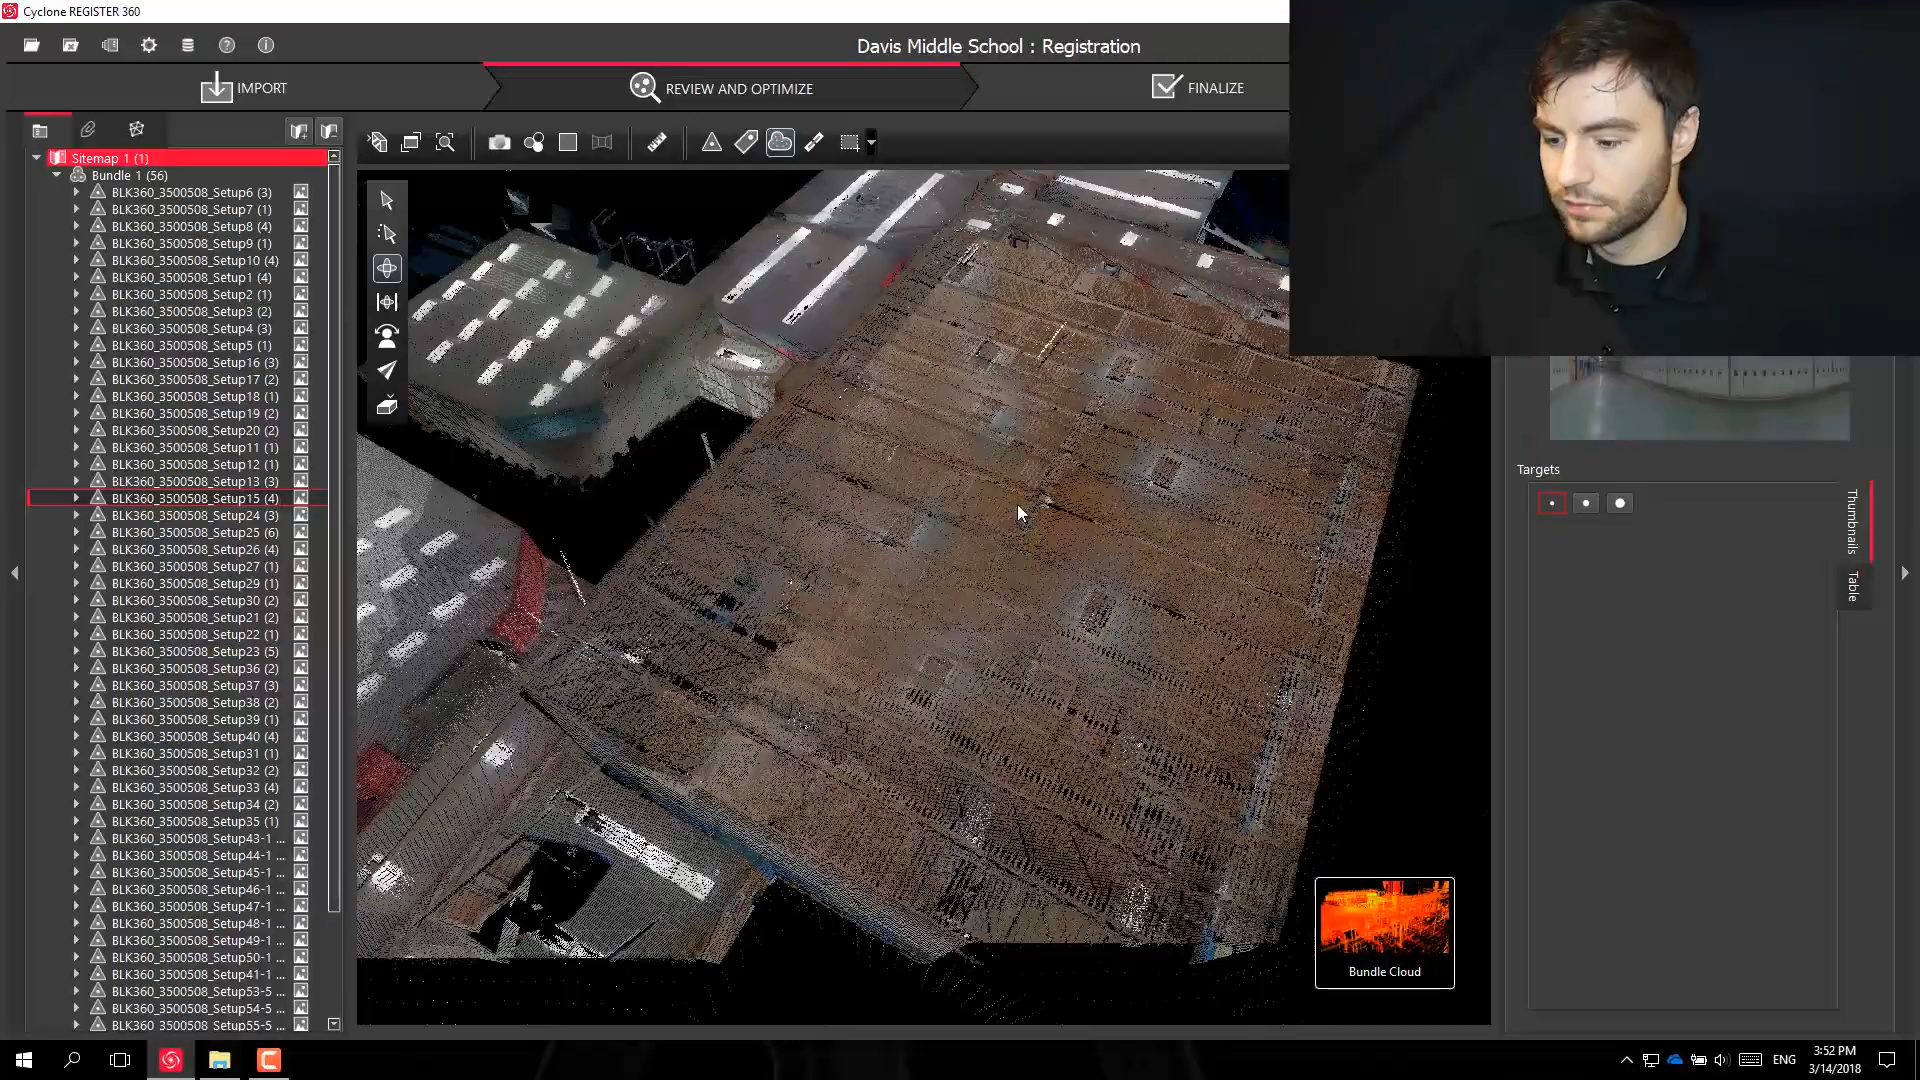 Cyclone REGISTER 360
Davis Middle School : Registration
IMPORT
REVIEW AND OPTIMIZE
FINALIZE
Sitemap 1 (1)
Bundle 1 (56)
BLK360_3500508_Setup6 (3)
BLK360_3500508_Setup7 (1)
BLK360_3500508_Setup8 (4)
BLK360_3500508_Setup9 (1)
BLK360_3500508_Setup10 (4)
BLK360_3500508_Setup1 (4)
BLK360_3500508_Setup2 (1)
BLK360_3500508_Setup3 (2)
BLK360_3500508_Setup4 (3)
BLK360_3500508_Setup5 (1)
BLK360_3500508_Setup16 (3)
BLK360_3500508_Setup17 (2)
BLK360_3500508_Setup18 (1)
BLK360_3500508_Setup19 (2)
BLK360_3500508_Setup20 (2)
BLK360_3500508_Setup11 (1)
BLK360_3500508_Setup12 (1)
BLK360_3500508_Setup13 (3)
BLK360_3500508_Setup15 (4)
BLK360_3500508_Setup24 (3)
BLK360_3500508_Setup25 (6)
BLK360_3500508_Setup26 (4)
BLK360_3500508_Setup27 (1)
BLK360_3500508_Setup29 (1)
BLK360_3500508_Setup30 (2)
BLK360_3500508_Setup21 (2)
BLK360_3500508_Setup22 (1)
BLK360_3500508_Setup23 (5)
BLK360_3500508_Setup36 (2)
BLK360_3500508_Setup37 (3)
BLK360_3500508_Setup38 (2)
BLK360_3500508_Setup39 (1)
BLK360_3500508_Setup40 (4)
BLK360_3500508_Setup31 (1)
BLK360_3500508_Setup32 (2)
BLK360_3500508_Setup33 (4)
BLK360_3500508_Setup34 (2)
BLK360_3500508_Setup35 (1)
BLK360_3500508_Setup43-1 ...
BLK360_3500508_Setup44-1 ...
BLK360_3500508_Setup45-1 ...
BLK360_3500508_Setup46-1 ...
BLK360_3500508_Setup47-1 ...
BLK360_3500508_Setup48-1 ...
BLK360_3500508_Setup49-1 ...
BLK360_3500508_Setup50-1 ...
BLK360_3500508_Setup41-1 ...
BLK360_3500508_Setup53-5 ...
BLK360_3500508_Setup54-5 ...
BLK360_3500508_Setup55-5 ...
Bundle Cloud
Targets
Thumbnails
Table
ENG
3:52 PM
3/14/2018